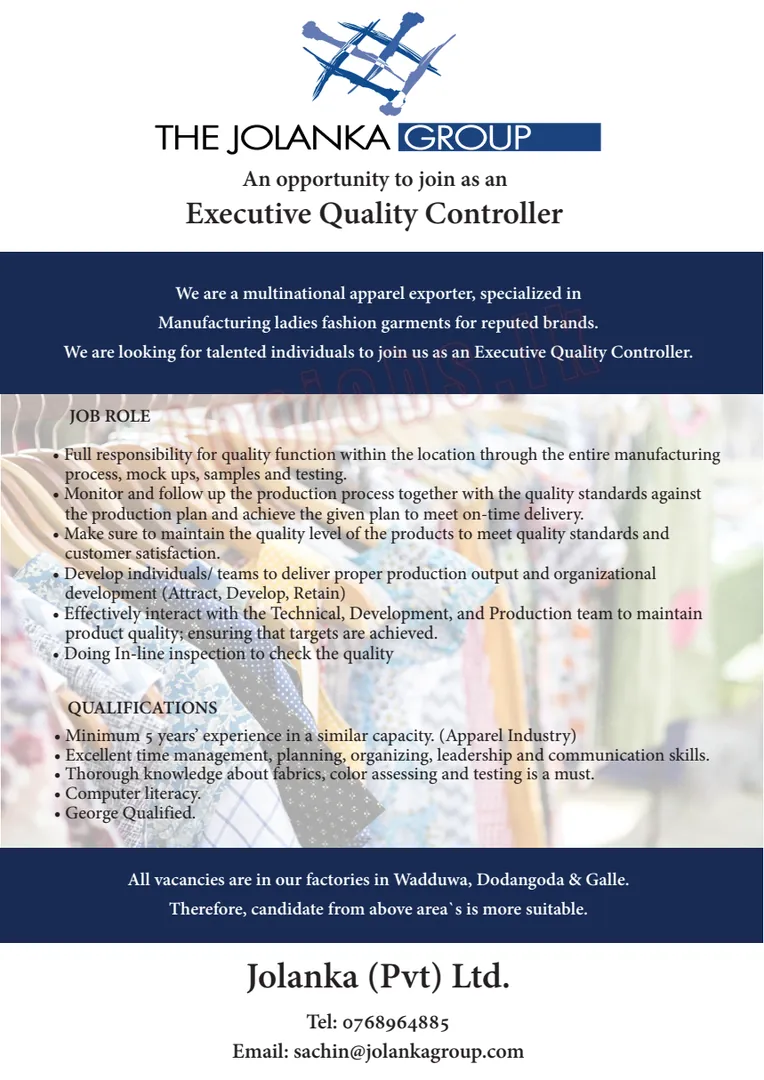 THE JOLANKA GROUP
An opportunity to join as an
Executive Quality Controller
We are a multinational apparel exporter, specialized in
Manufacturing ladies fashion garments for reputed brands.
We are looking for talented individuals to join us as an Executive Quality Controller.
JOB ROLE
• Full responsibility for quality function within the location through the entire manufacturing
process, mock ups, samples and testing.
• Monitor and follow up the production process together with the quality standards against
the production plan and achieve the given plan to meet on-time delivery.
• Make sure to maintain the quality level of the products to meet quality standards and
customer satisfaction.
• Develop individuals/ teams to deliver proper production output and organizational
development (Attract, Develop, Retain)
• Effectively interact with the Technical, Development, and Production team to maintain
product quality; ensuring that targets are achieved.
• Doing In-line inspection to check the quality
QUALIFICATIONS
• Minimum 5 years' experience in a similar capacity. (Apparel Industry)
• Excellent time management, planning, organizing, leadership and communication skills.
• Thorough knowledge about fabrics, color assessing and testing is a must.
• Computer literacy.
• George Qualified.
All vacancies are in our factories in Wadduwa, Dodangoda & Galle.
Therefore, candidate from above area`s is more suitable.
Jolanka (Pvt) Ltd.
Tel: 0768964885
Email: sachin@jolankagroup.com